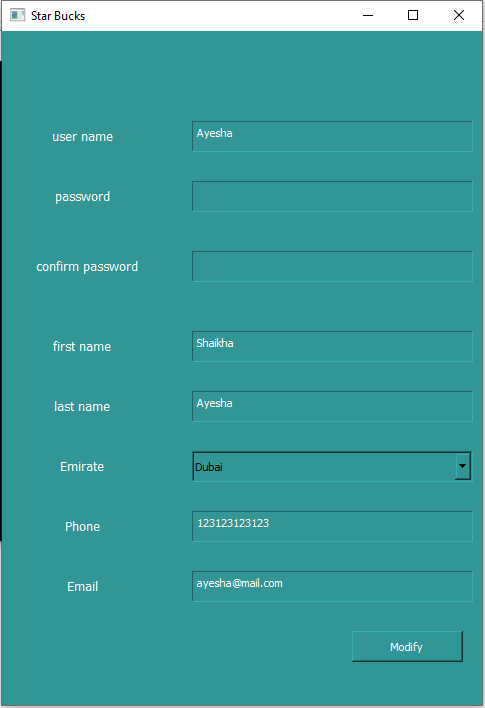 Star Bucks
user name Ayesha
password
confirm password
first name Shaikha
last name Ayesha
Emirate Dubai
Phone 123123123123
Email ayesha@mail.com
Modify